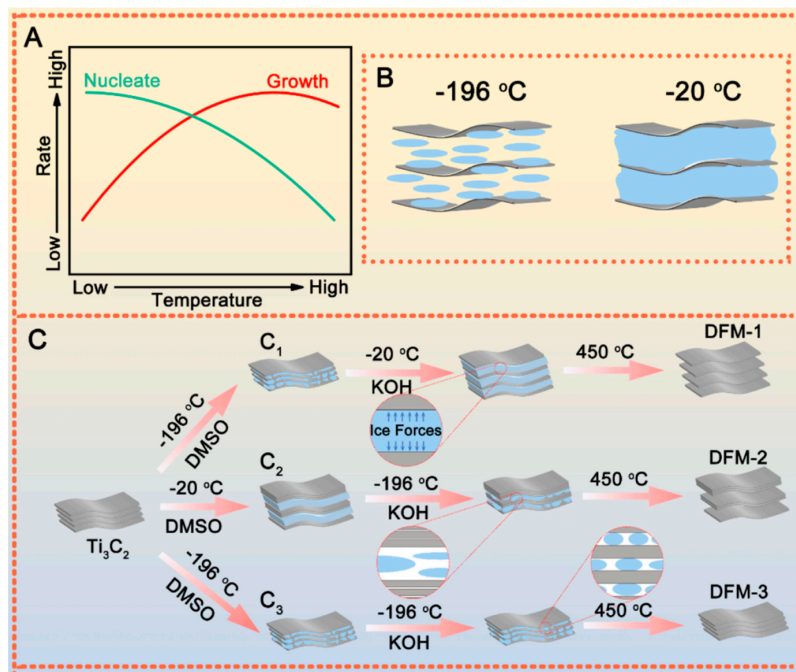 A
High
Nucleate
Growth
Rate
Low
Low
High
Temperature
B
-196 °C
-20 °C
C
C₁
-20 °C
KOH
450 °C
DFM-1
-196 °C
DMSO
Ice Forces
C₂
-20 °C
DMSO
-196 °C
KOH
450 °C
DFM-2
Ti₃C₂
-196 °C
DMSO
C₃
-196 °C
KOH
450 °C
DFM-3